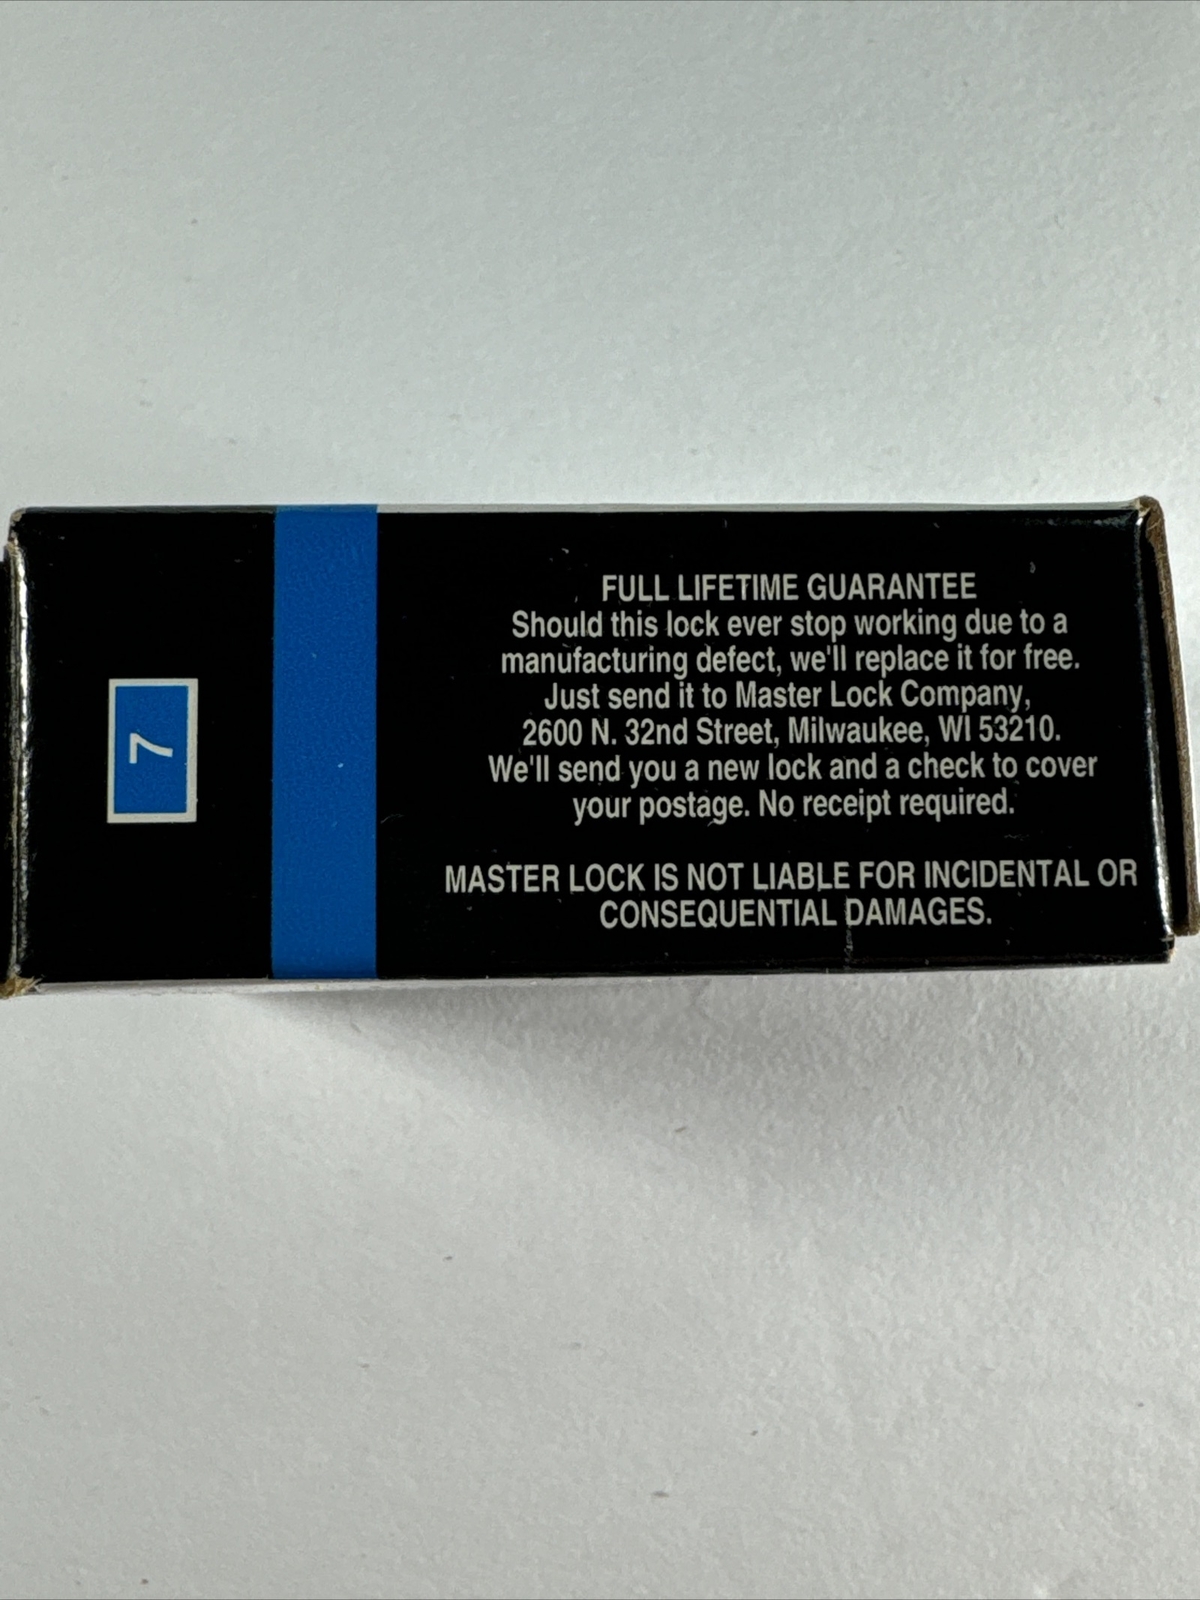 7
FULL LIFETIME GUARANTEE
Should this lock ever stop working due to a
manufacturing defect, we'll replace it for free.
Just send it to Master Lock Company,
2600 N. 32nd Street, Milwaukee, WI 53210.
We'll send you a new lock and a check to cover
your postage. No receipt required.
MASTER LOCK IS NOT LIABLE FOR INCIDENTAL OR
CONSEQUENTIAL DAMAGES.